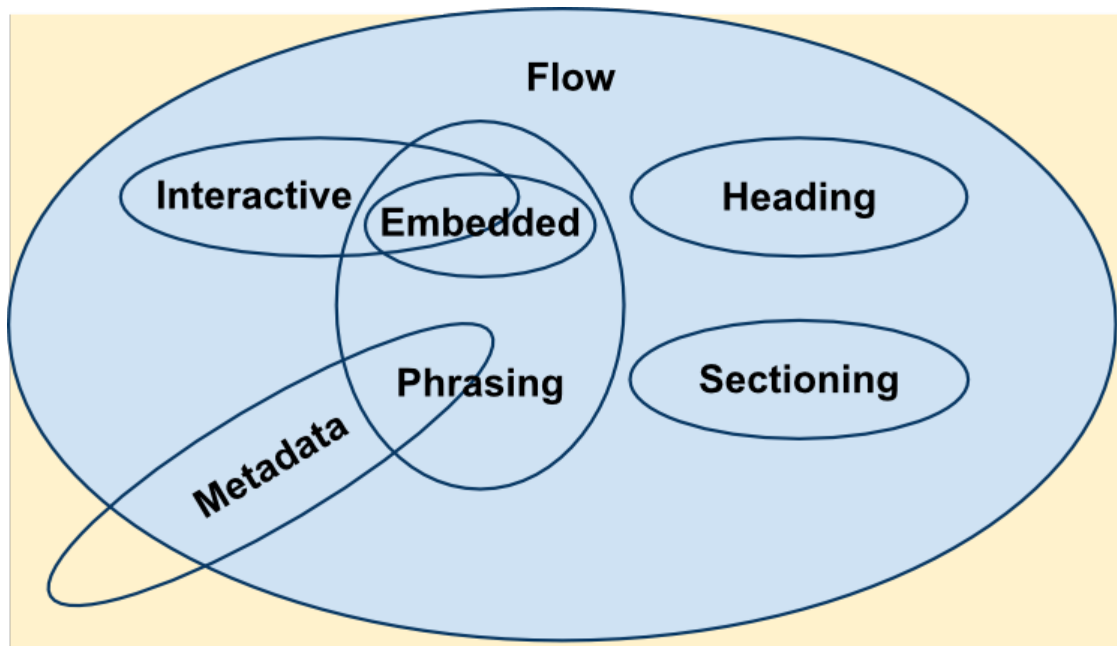 Flow
Interactive
Heading
Embedded
Phrasing
Sectioning
Metadata